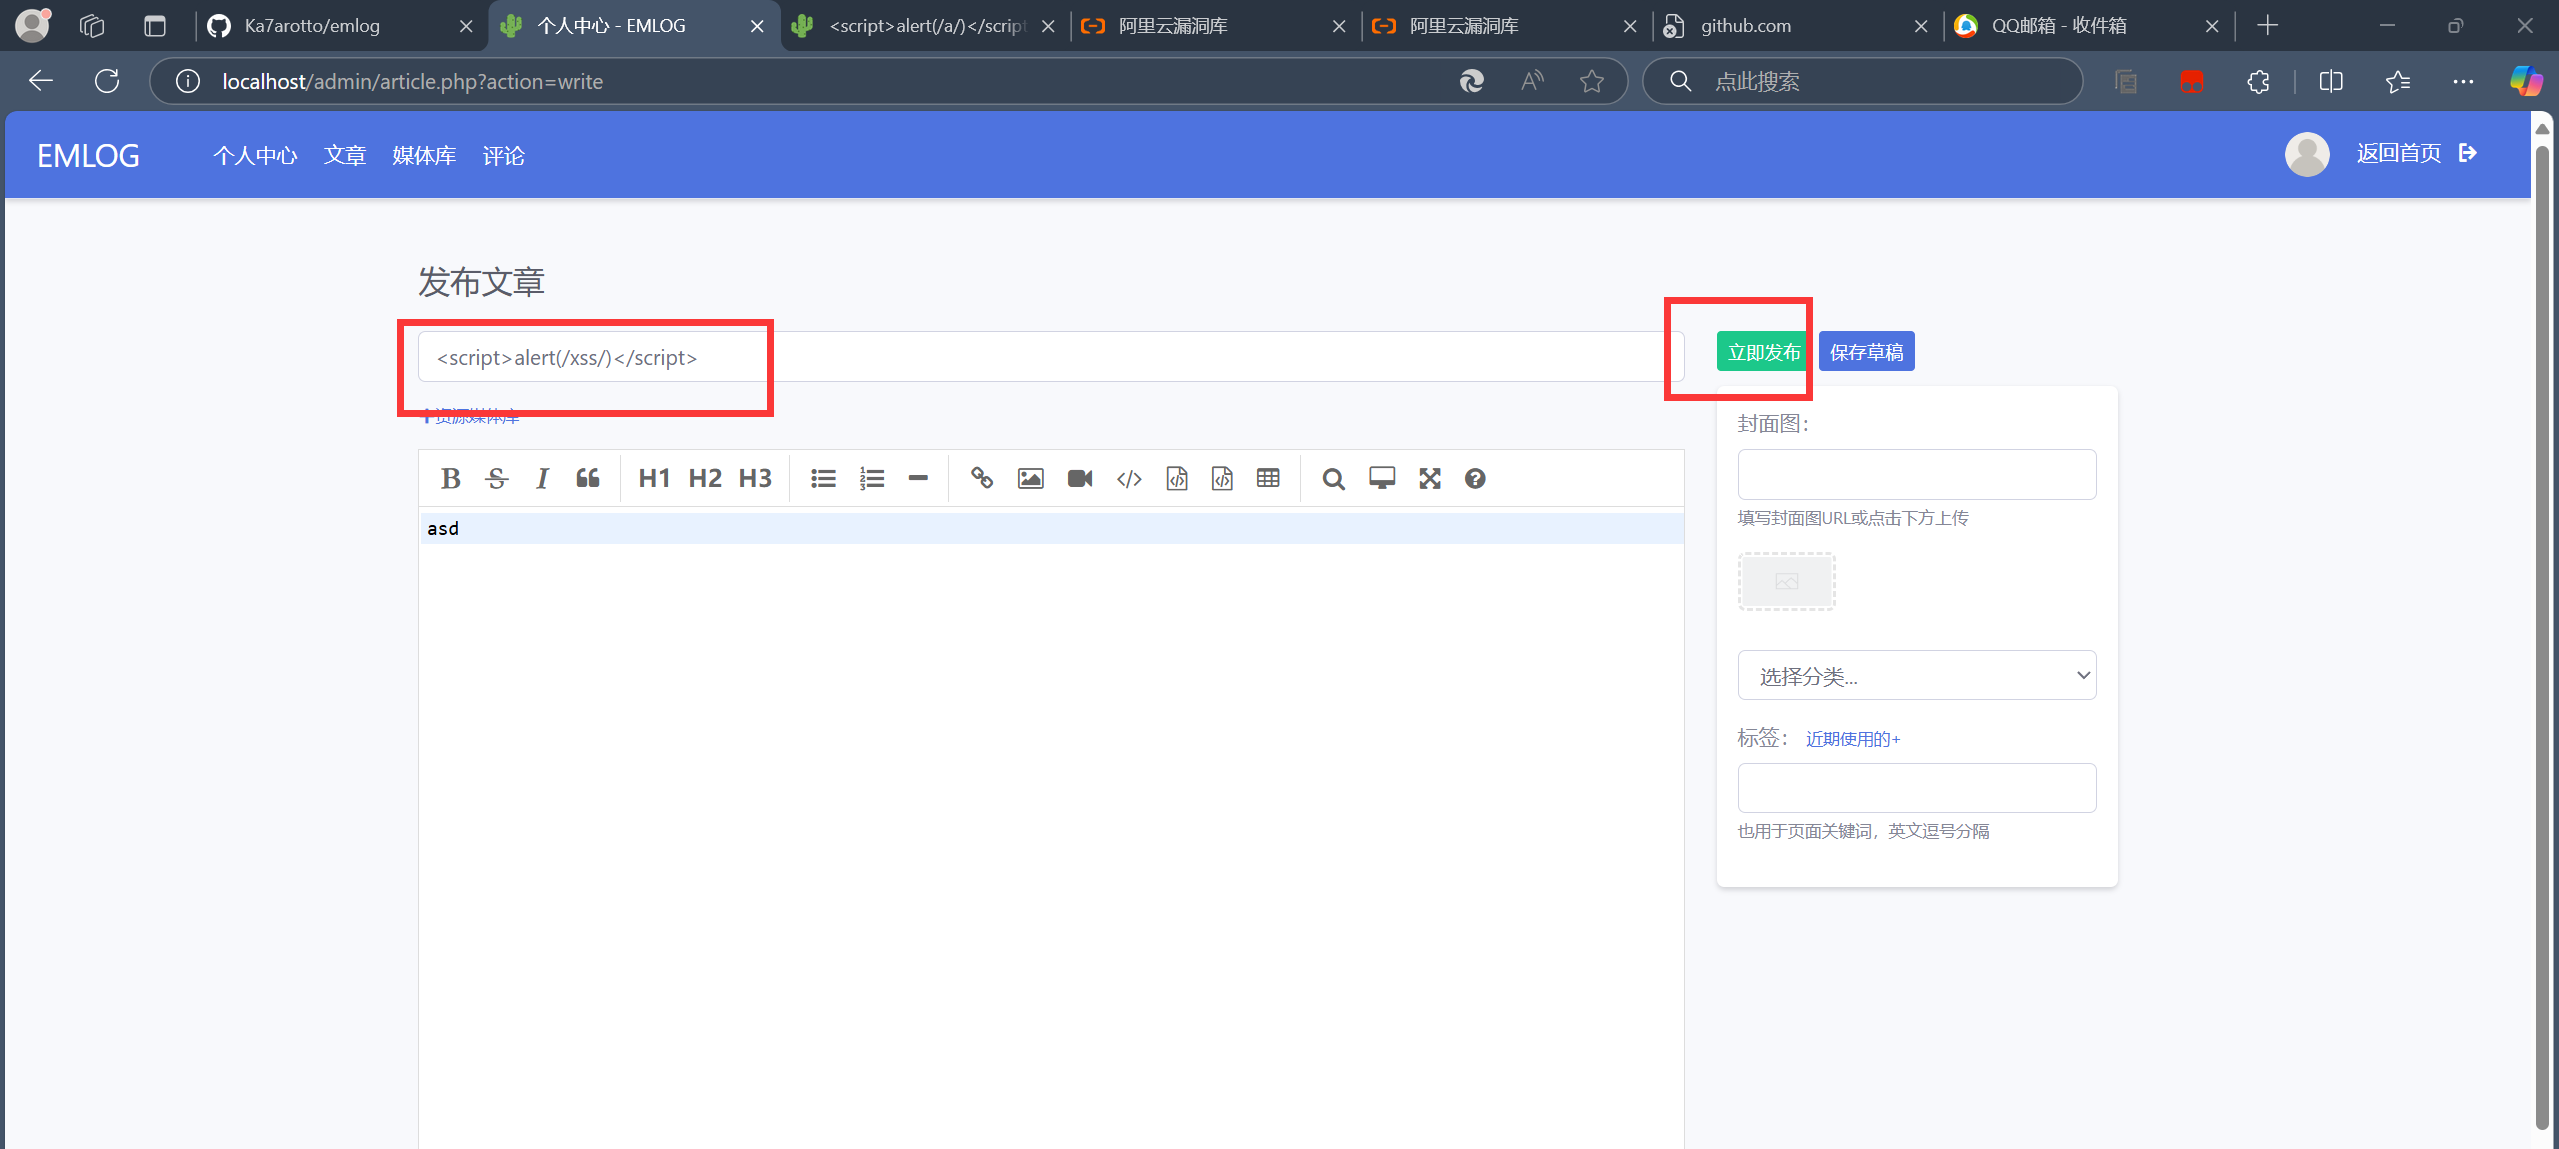 Ka7arotto/emlog
个人中心 - EMLOG
<script>alert(/a/)</script
阿里云漏洞库
阿里云漏洞库
github.com
QQ邮箱 - 收件箱
localhost/admin/article.php?action=write
点此搜索
EMLOG 个人中心 文章 媒体库 评论 返回首页
发布文章
<script>alert(/xss/)</script>
立即发布 保存草稿
资源媒体库
封面图：
B S I H1 H2 H3
asd
填写封面图URL或点击下方上传
选择分类...
标签： 近期使用的+
也用于页面关键词，英文逗号分隔